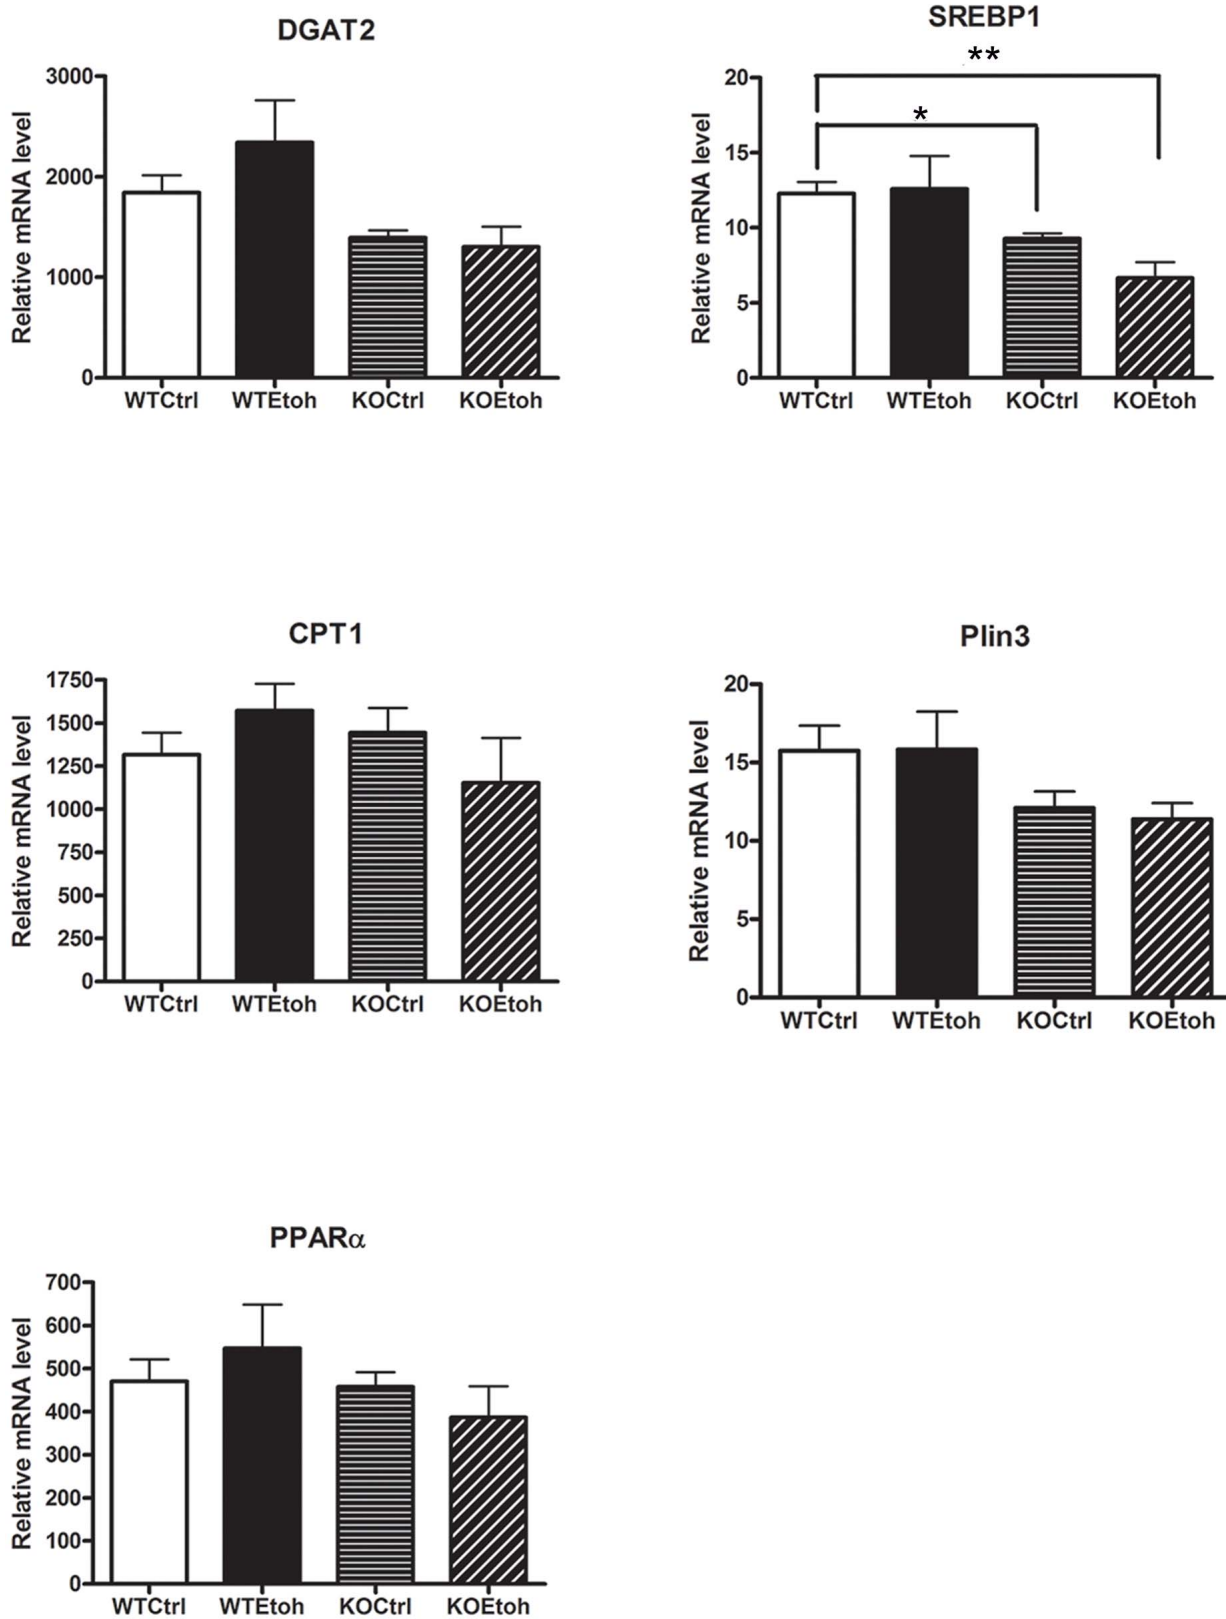 DGAT2
3000
2000
1000
0
Relative mRNA level
WTCtrl WTEtoh KOCtrl KOEtoh
SREBP1
**
*
20
15
10
5
0
Relative mRNA level
WTCtrl WTEtoh KOCtrl KOEtoh
CPT1
1750
1500
1250
1000
750
500
250
0
Relative mRNA level
WTCtrl WTEtoh KOCtrl KOEtoh
Plin3
20
15
10
5
0
Relative mRNA level
WTCtrl WTEtoh KOCtrl KOEtoh
PPARα
700
600
500
400
300
200
100
0
Relative mRNA level
WTCtrl WTEtoh KOCtrl KOEtoh